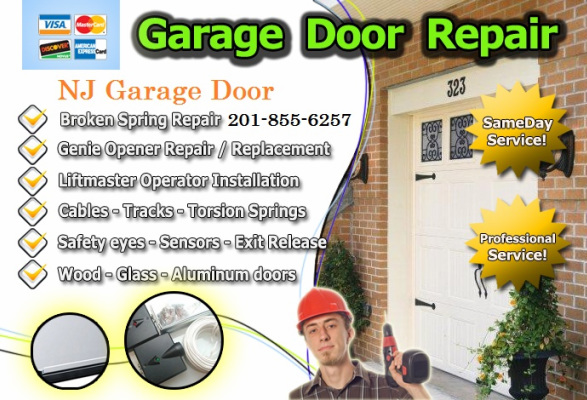 VISA MasterCard
DISCOVER AMERICAN EXPRESS Card
Garage Door Repair
NJ Garage Door
Broken Spring Repair 201-855-6257
Genie Opener Repair / Replacement
Liftmaster Operator Installation
Cables - Tracks - Torsion Springs
Safety eyes - Sensors - Exit Release
Wood - Glass - Aluminum doors
323
SameDay
Service!
Professional
Service!